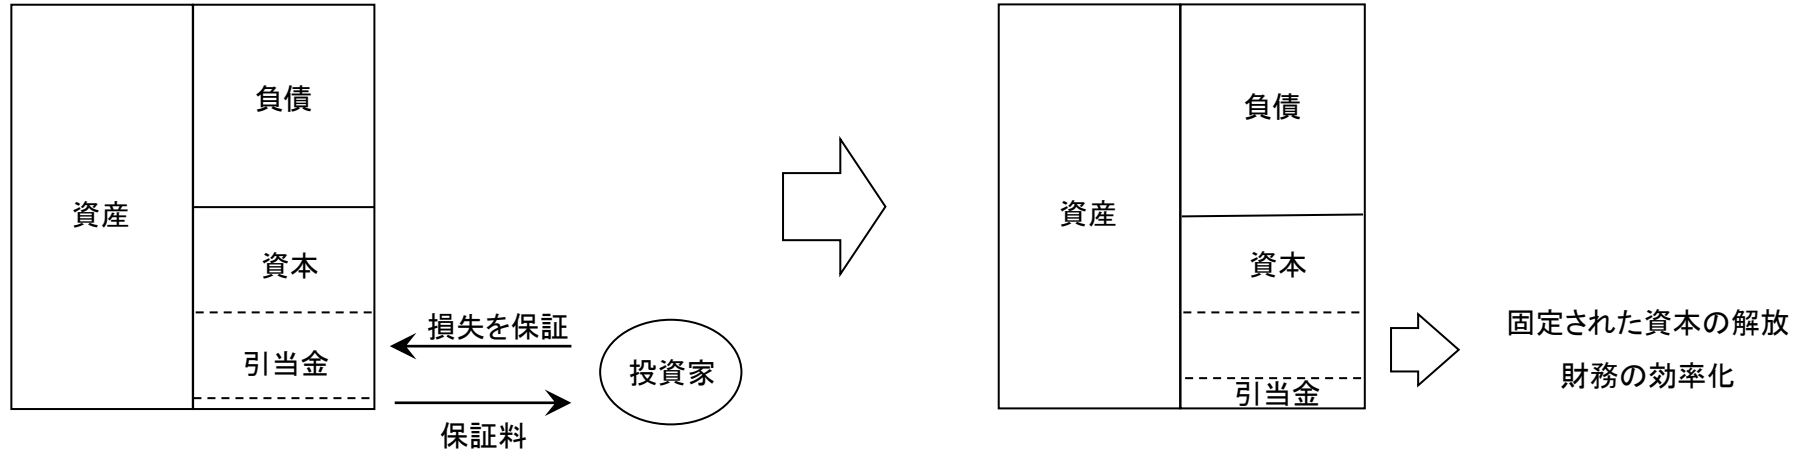 負債
資産
資本
引当金
損失を保証
投資家
保証料
負債
資産
資本
引当金
固定された資本の解放
財務の効率化